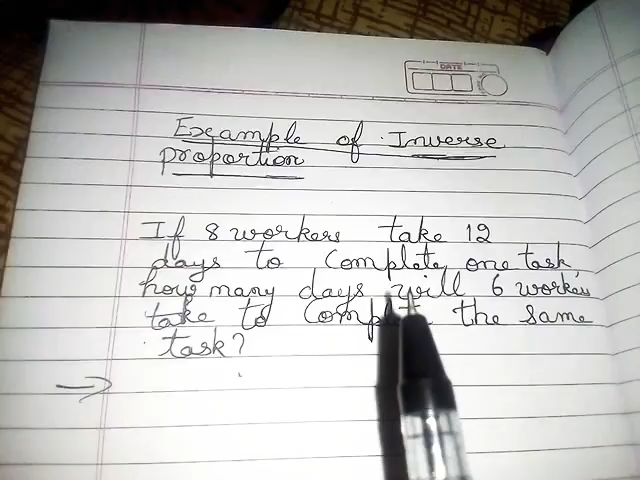 DATE
Example of Inverse
proportion
If 8 workers take 12
days to complete one task,
how many days will 6 workers
take to complete the same
task?